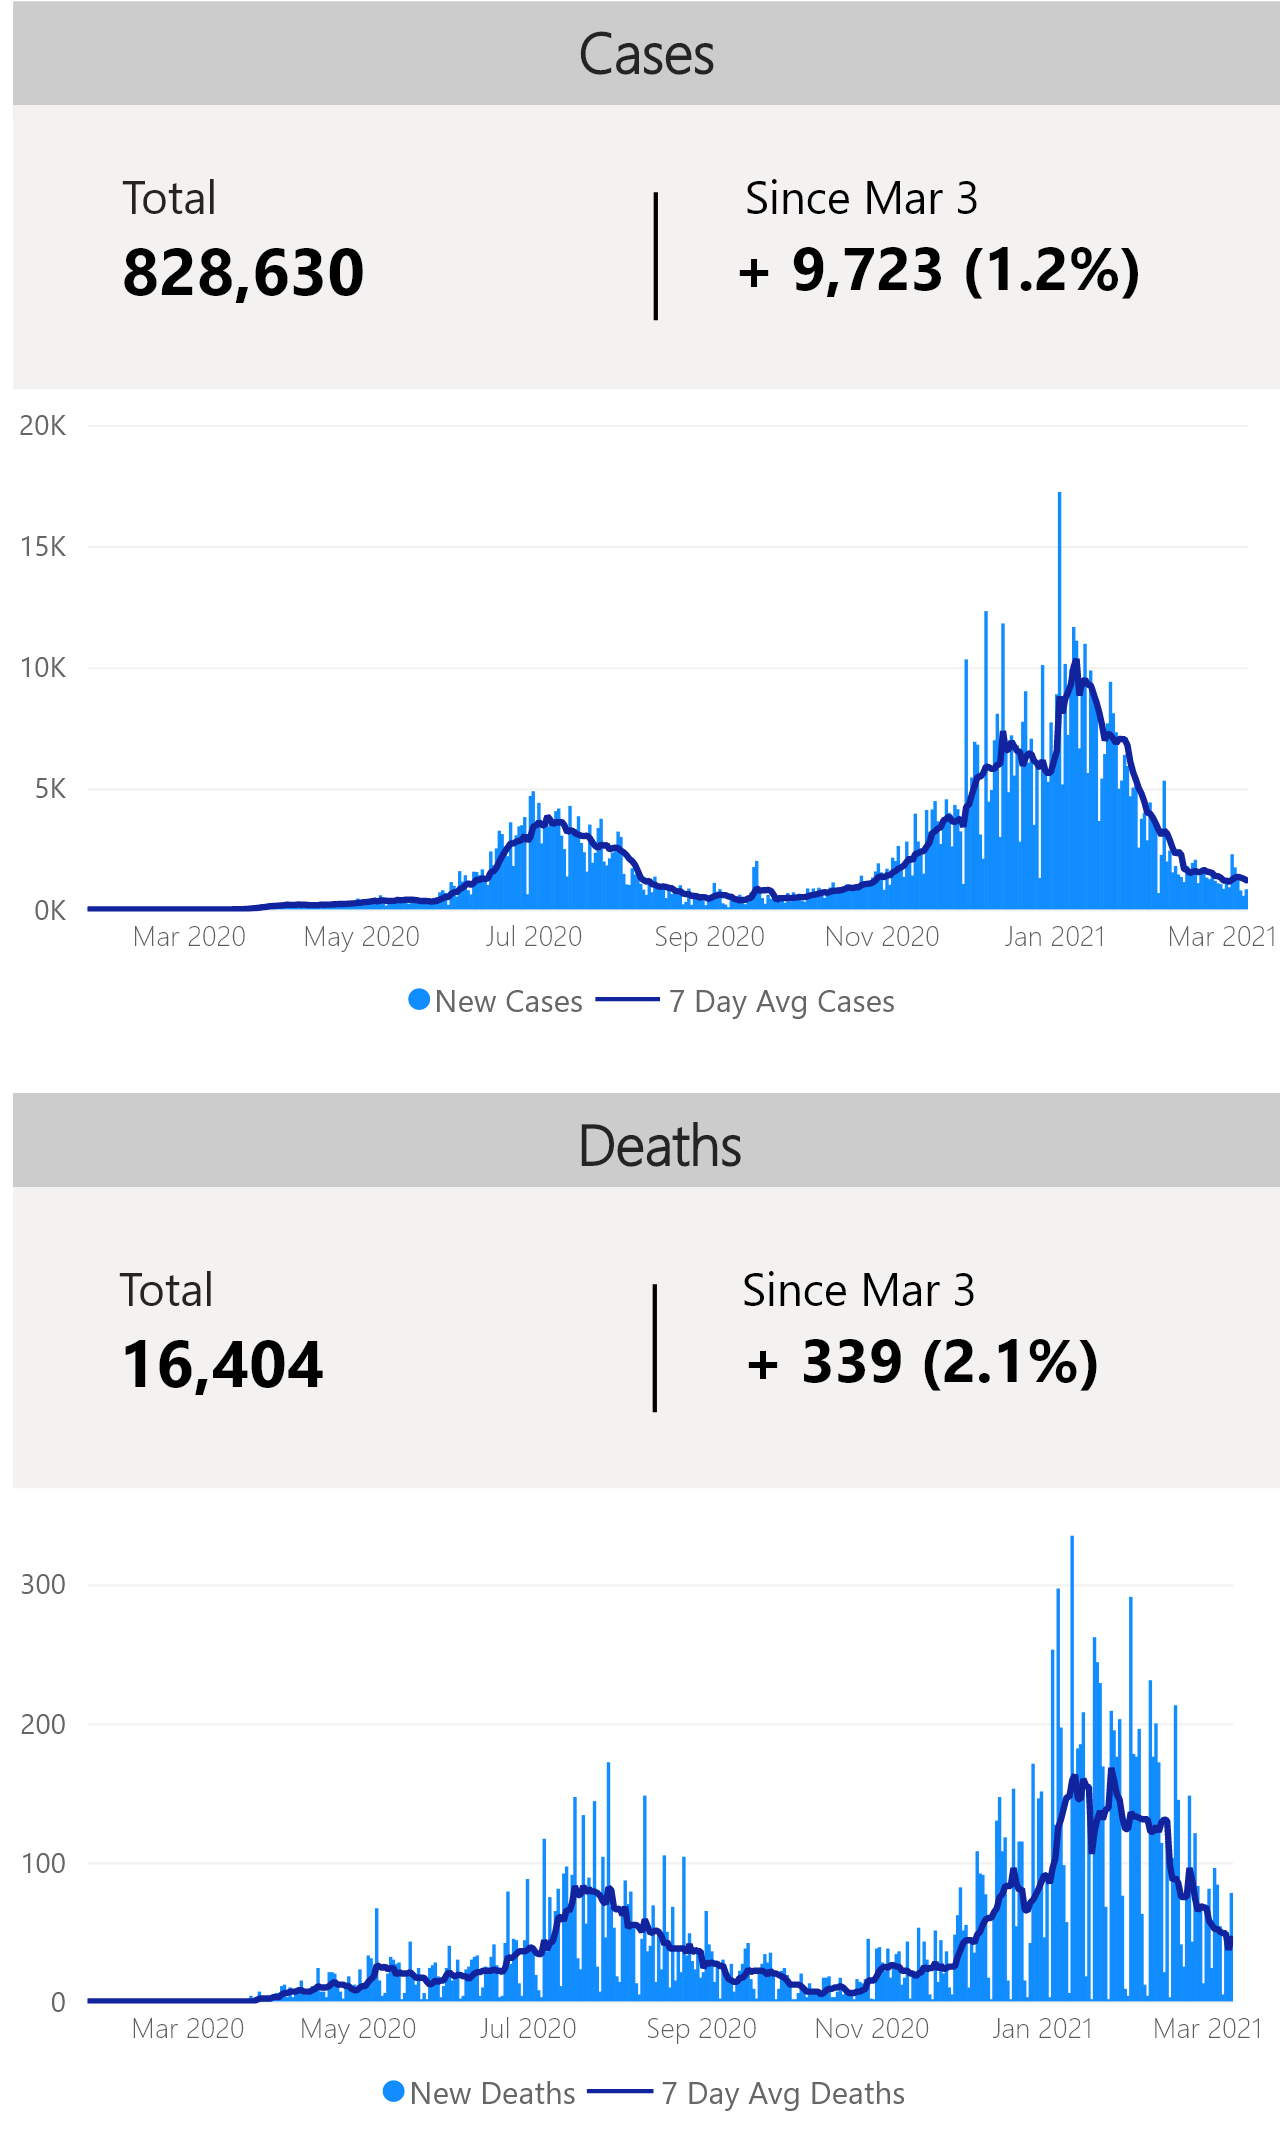 Cases
Total
Since Mar 3
828,630
+ 9,723 (1.2%)
20K
15K
10K
5K
0K
Mar 2020 May 2020 Jul 2020 Sep 2020 Nov 2020 Jan 2021 Mar 2021
New Cases 7 Day Avg Cases
Deaths
Total
Since Mar 3
16,404
+ 339 (2.1%)
300
200
100
0
Mar 2020 May 2020 Jul 2020 Sep 2020 Nov 2020 Jan 2021 Mar 2021
New Deaths 7 Day Avg Deaths